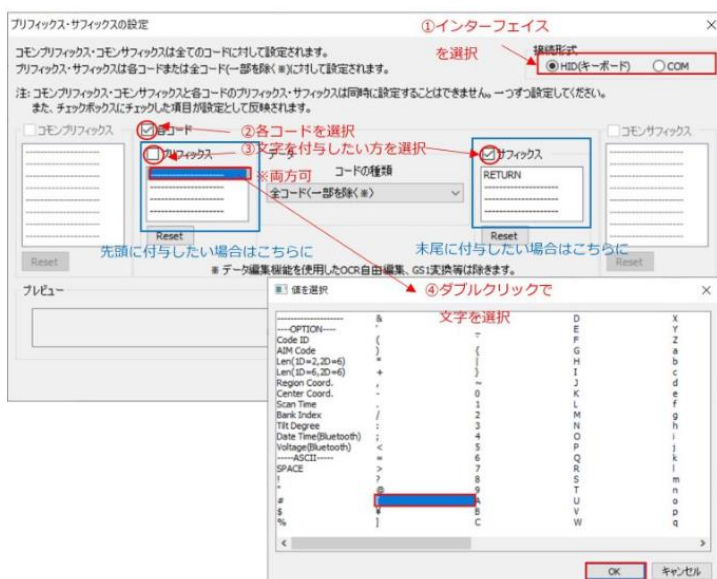 プリフィックス・サフィックスの設定
①インターフェイス
を選択
コモンプリフィックス・コモンサフィックスは全てのコードに対して設定されます。
プリフィックス・サフィックスは各コードまたは全コード(一部を除く※)に対して設定されます。
接続形式
HID(キーボード) COM
注: コモンプリフィックス・コモンサフィックスと各コードのプリフィックス・サフィックスは同時に設定することはできません。一つずつ設定してください。
また、チェックボックスにチェックした項目が設定として反映されます。
コモンプリフィックス 各コード ②各コードを選択 コモンサフィックス
プリフィックス ③文字を付与したい方を選択 データ サフィックス
※両方可 コードの種類 RETURN
全コード(一部を除く※)
Reset Reset
先頭に付与したい場合はこちらに 末尾に付与したい場合はこちらに
Reset Reset
※ データ編集機能を使用したOCR自由編集、GS1変換等は除きます。
プレビュー
値を選択 ④ダブルクリックで
文字を選択
-------------------- & D X
----OPTION---- ' E Y
Code ID ( F Z
AIM Code ) { G a
Len(1D=2,2D=6) * | H b
Len(1D=6,2D=6) + } I c
Region Coord. , ~ J d
Center Coord. - 0 K e
Scan Time . 1 L f
Bank Index / 2 M g
Tilt Degree : 3 N h
Date Time(Bluetooth) ; 4 O i
Voltage(Bluetooth) < 5 P j
-----ASCII----- = 6 Q k
SPACE > 7 R l
! ? 8 S m
" @ 9 T n
# [ A U o
$ ¥ B V p
% ] C W q
OK キャンセル